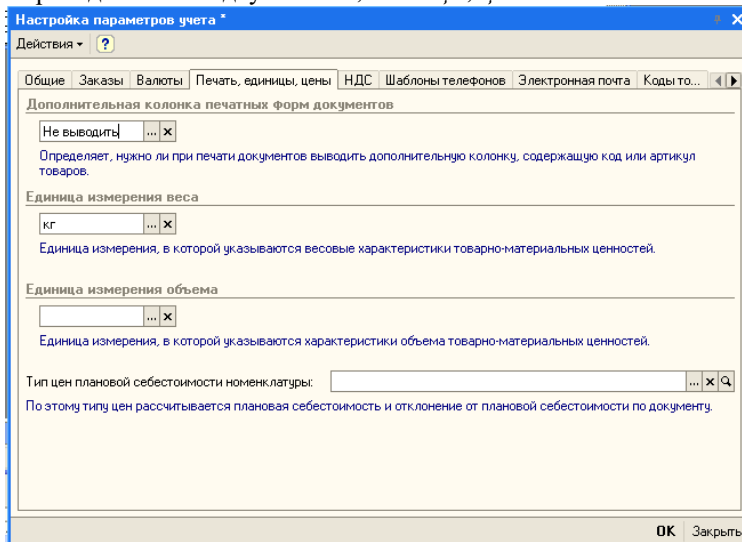 Настройка параметров учета *
Действия
Общие Заказы Валюты Печать, единицы, цены НДС Шаблоны телефонов Электронная почта Коды то...
Дополнительная колонка печатных форм документов
Не выводить ... x
Определяет, нужно ли при печати документов выводить дополнительную колонку, содержащую код или артикул
товаров.
Единица измерения веса
кг ... x
Единица измерения, в которой указываются весовые характеристики товарно-материальных ценностей.
Единица измерения объема
... x
Единица измерения, в которой указываются характеристики объема товарно-материальных ценностей.
Тип цен плановой себестоимости номенклатуры: ... x
По этому типу цен рассчитывается плановая себестоимость и отклонение от плановой себестоимости по документу.
OK Закрыть